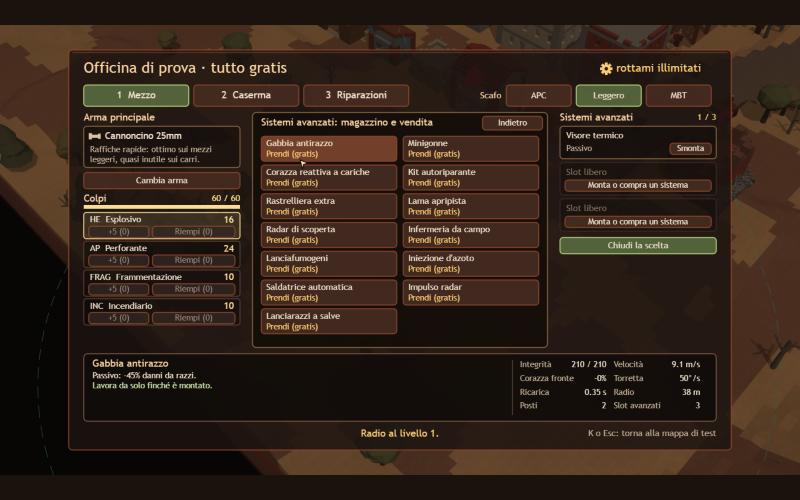 Officina di prova · tutto gratis
rottami illimitati
1 Mezzo
2 Caserma
3 Riparazioni
Scafo
APC
Leggero
MBT
Arma principale
Cannoncino 25mm
Raffiche rapide: ottimo sui mezzi
leggeri, quasi inutile sui carri.
Cambia arma
Colpi 60 / 60
HE Esplosivo 16
+5 (0) Riempi (0)
AP Perforante 24
+5 (0) Riempi (0)
FRAG Frammentazione 10
+5 (0) Riempi (0)
INC Incendiario 10
+5 (0) Riempi (0)
Sistemi avanzati: magazzino e vendita
Indietro
Gabbia antirazzo
Prendi (gratis)
Minigonne
Prendi (gratis)
Corazza reattiva a cariche
Prendi (gratis)
Kit autoriparante
Prendi (gratis)
Rastrelliera extra
Prendi (gratis)
Lama apripista
Prendi (gratis)
Radar di scoperta
Prendi (gratis)
Infermeria da campo
Prendi (gratis)
Lanciafumogeni
Prendi (gratis)
Iniezione d'azoto
Prendi (gratis)
Saldatrice automatica
Prendi (gratis)
Impulso radar
Prendi (gratis)
Lanciarazzi a salve
Prendi (gratis)
Sistemi avanzati 1 / 3
Visore termico
Passivo
Smonta
Slot libero
Monta o compra un sistema
Slot libero
Monta o compra un sistema
Chiudi la scelta
Gabbia antirazzo
Passivo: -45% danni da razzi.
Lavora da solo finché è montato.
Integrità 210 / 210 Velocità 9.1 m/s
Corazza fronte -0% Torretta 50°/s
Ricarica 0.35 s Radio 38 m
Posti 2 Slot avanzati 3
Radio al livello 1.
K o Esc: torna alla mappa di test